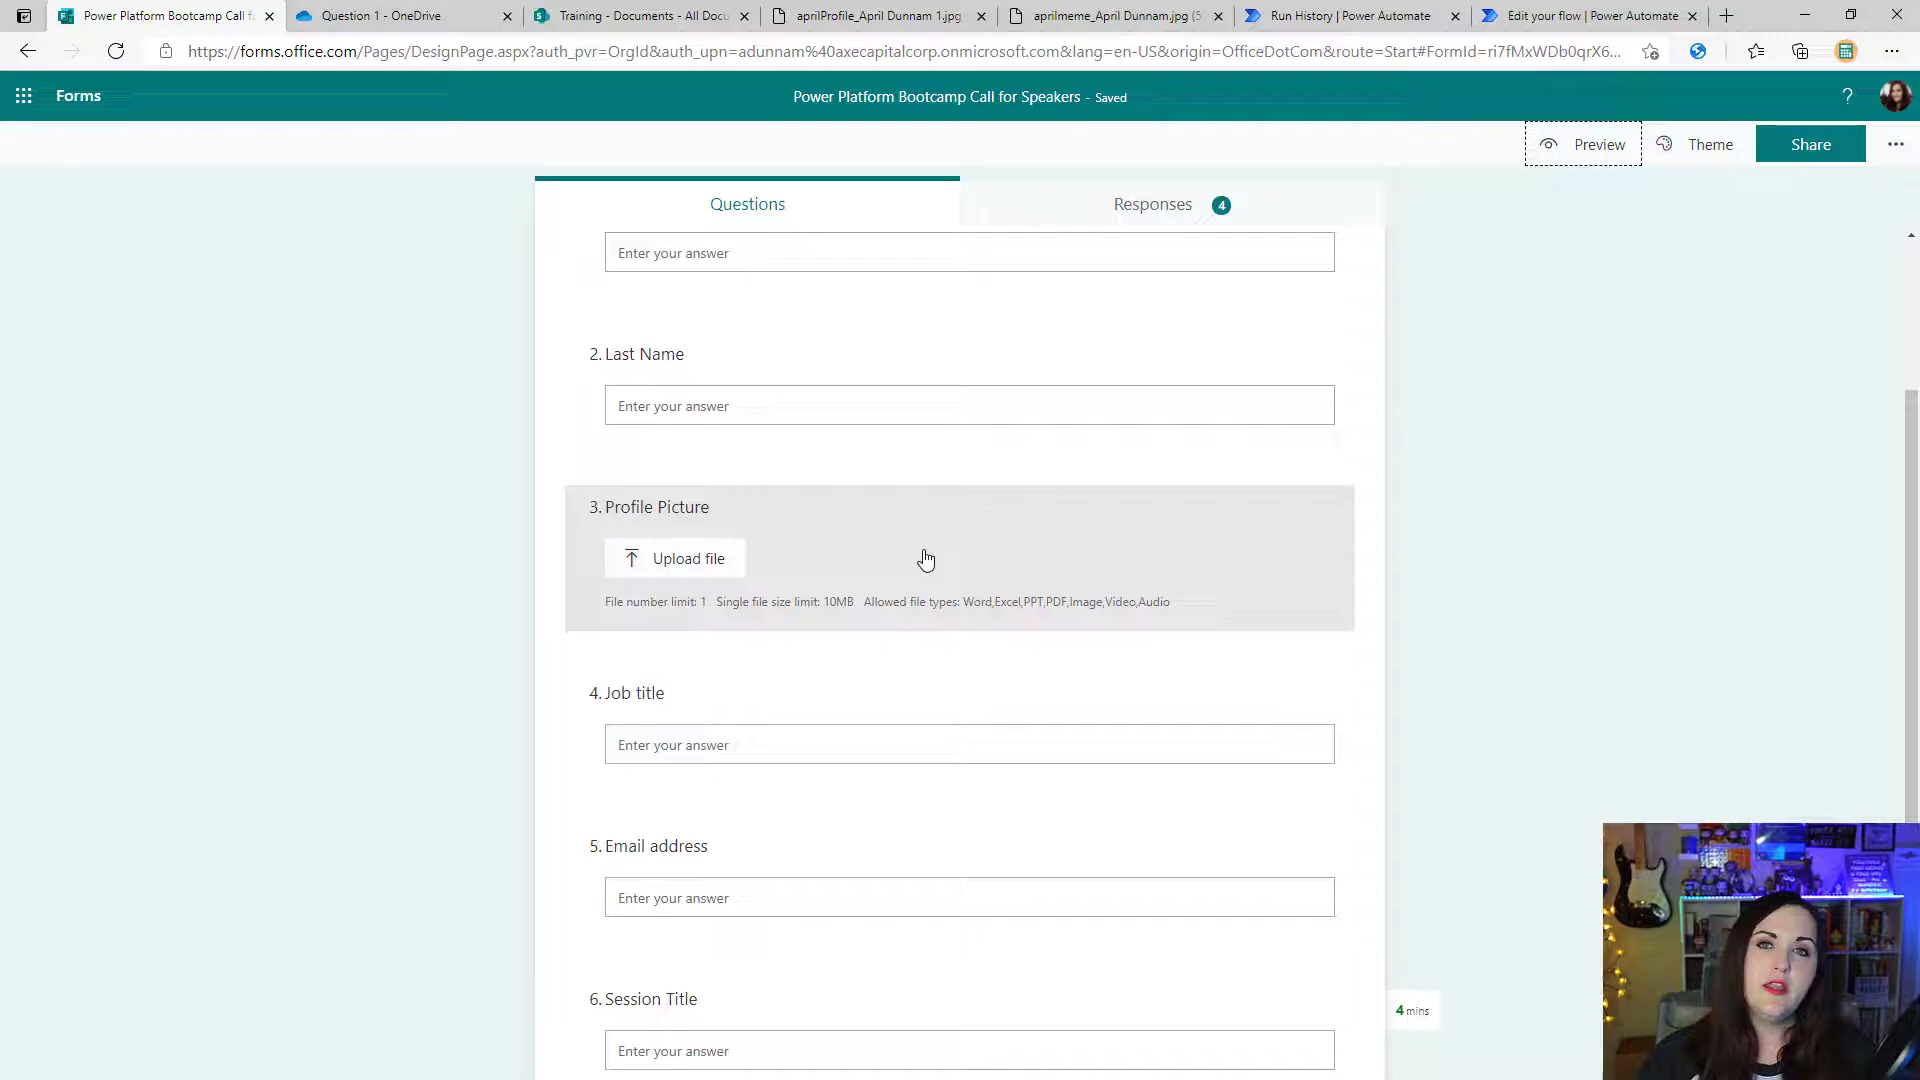 Power Platform Bootcamp Call f
Question 1 - OneDrive
Training - Documents - All Docu
aprilProfile_April Dunnam 1.jpg
aprilmeme_April Dunnam.jpg (5
Run History | Power Automate
Edit your flow | Power Automate
https://forms.office.com/Pages/DesignPage.aspx?auth_pvr=OrgId&auth_upn=adunnam%40axecapitalcorp.onmicrosoft.com&lang=en-US&origin=OfficeDotCom&route=Start#FormId=ri7fMxWDb0qrX6...
Forms
Power Platform Bootcamp Call for Speakers - Saved
?
Preview
Theme
Share
Questions
Responses 4
Enter your answer
2. Last Name
Enter your answer
3. Profile Picture
Upload file
File number limit: 1 Single file size limit: 10MB Allowed file types: Word,Excel,PPT,PDF,Image,Video,Audio
4. Job title
Enter your answer
5. Email address
Enter your answer
6. Session Title
4 mins
Enter your answer